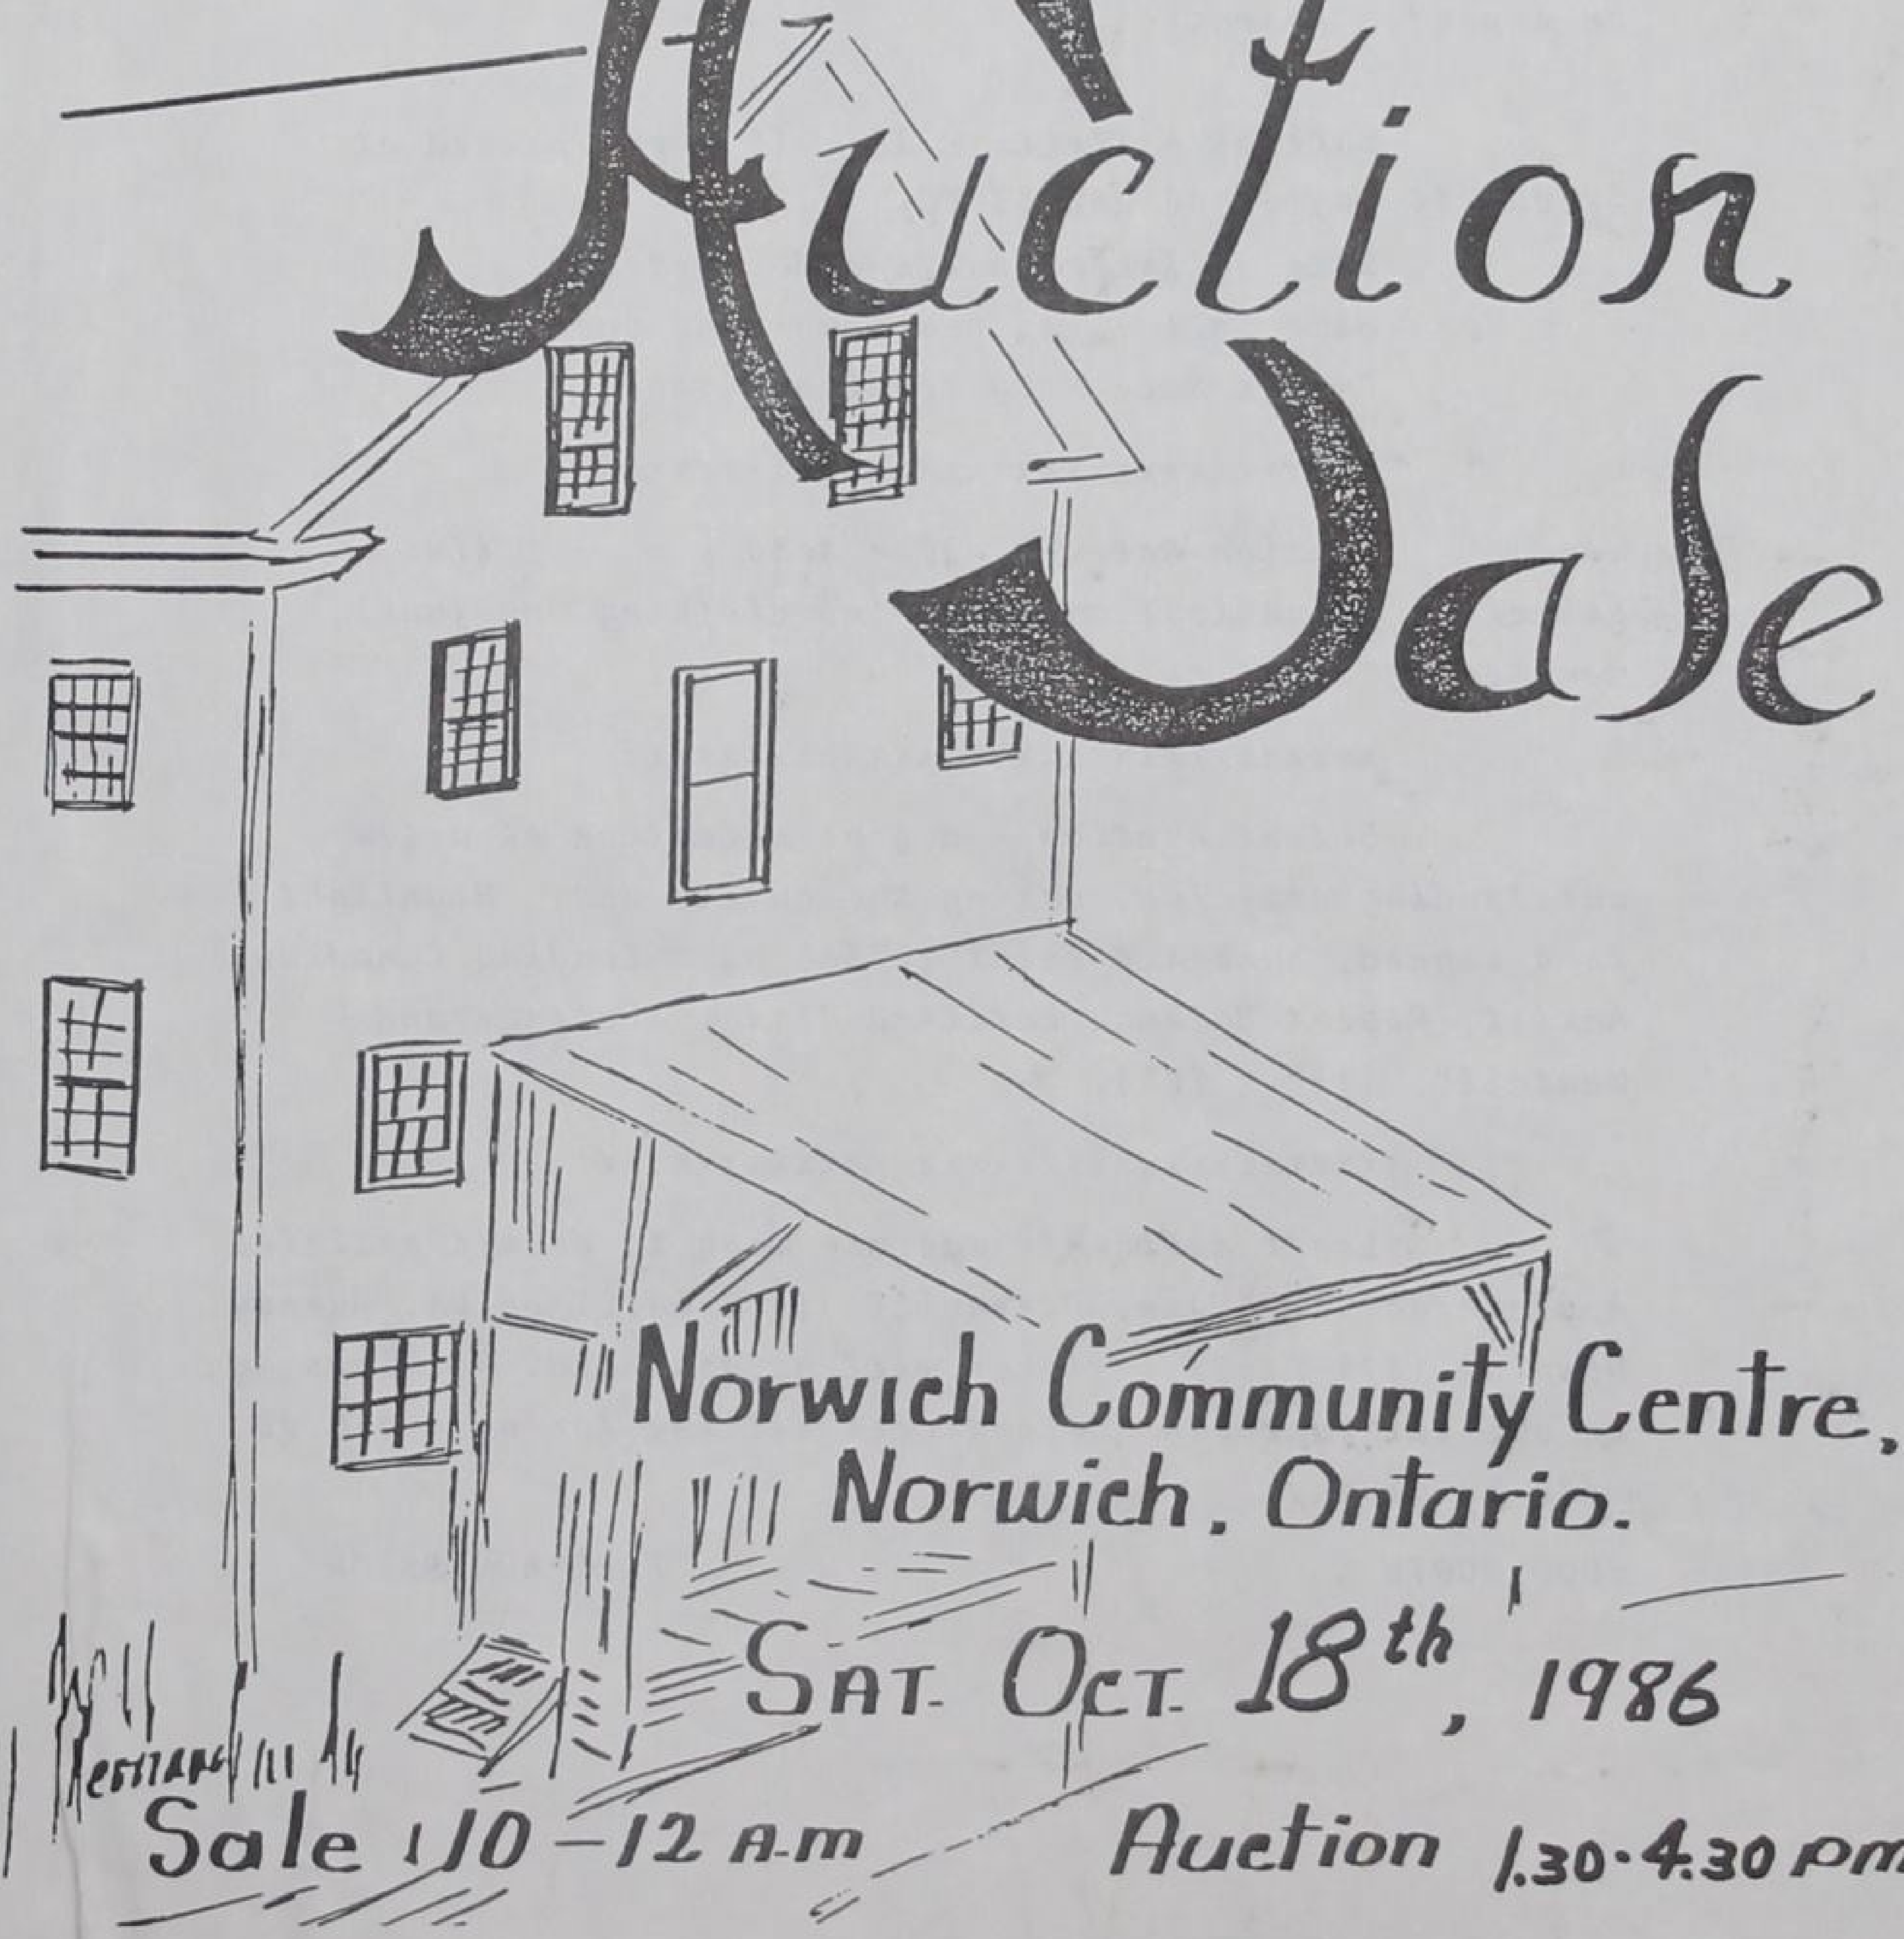 Auction
Sale
Norwich Community Centre,
Norwich, Ontario.
SAT. OCT. 18th, 1986
Sale : 10 - 12 A.m
Auction 1.30 - 4.30 pm